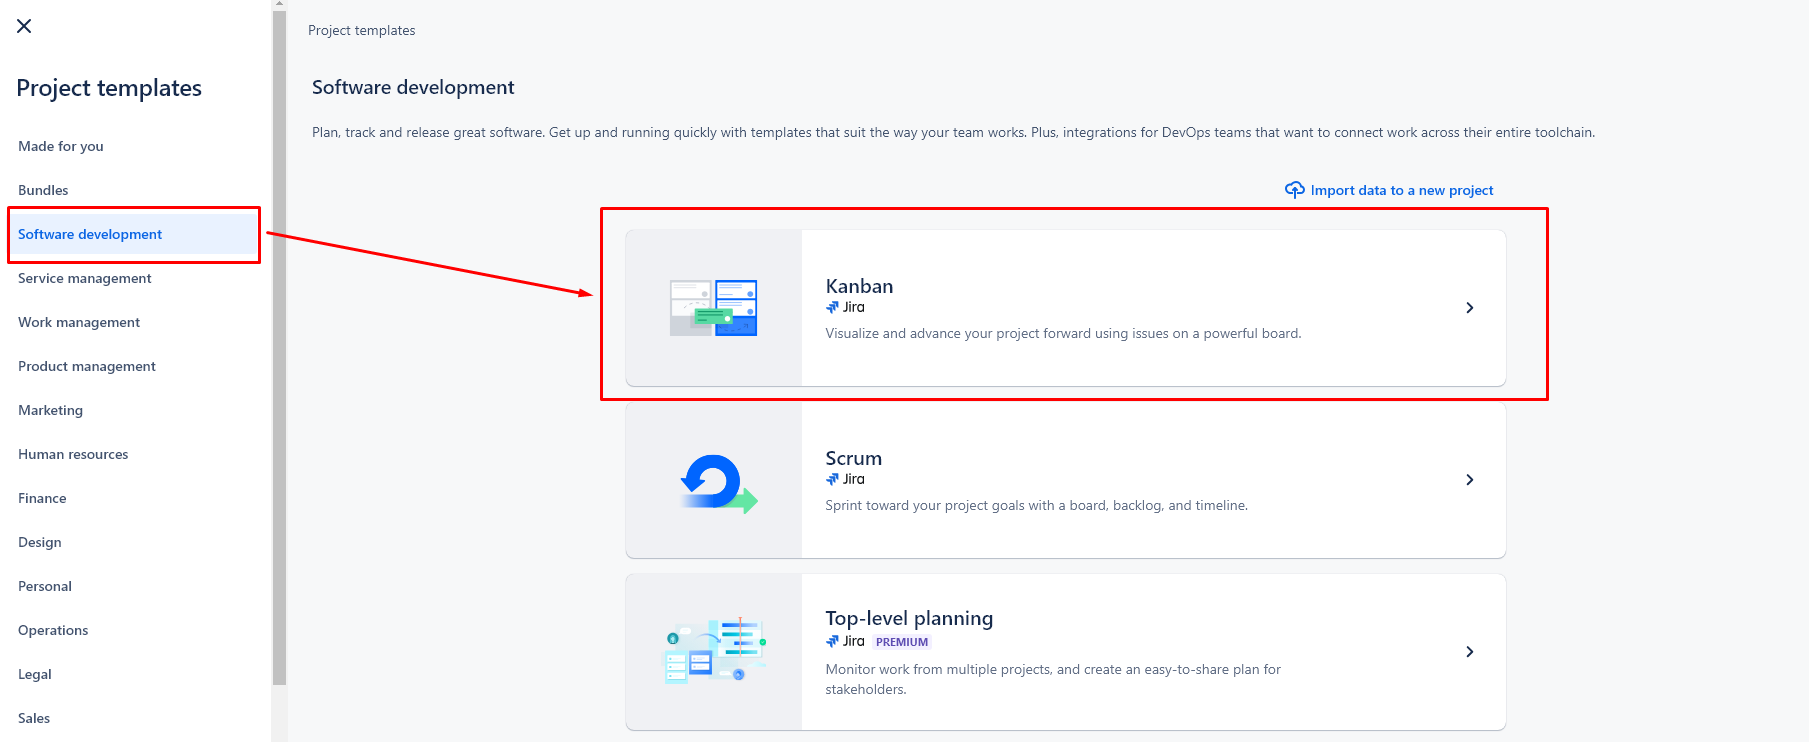 Project templates
Made for you
Bundles
Software development
Service management
Work management
Product management
Marketing
Human resources
Finance
Design
Personal
Operations
Legal
Sales
Project templates
Software development
Plan, track and release great software. Get up and running quickly with templates that suit the way your team works. Plus, integrations for DevOps teams that want to connect work across their entire toolchain.
Import data to a new project
Kanban
Jira
Visualize and advance your project forward using issues on a powerful board.
Scrum
Jira
Sprint toward your project goals with a board, backlog, and timeline.
Top-level planning
Jira PREMIUM
Monitor work from multiple projects, and create an easy-to-share plan for
stakeholders.